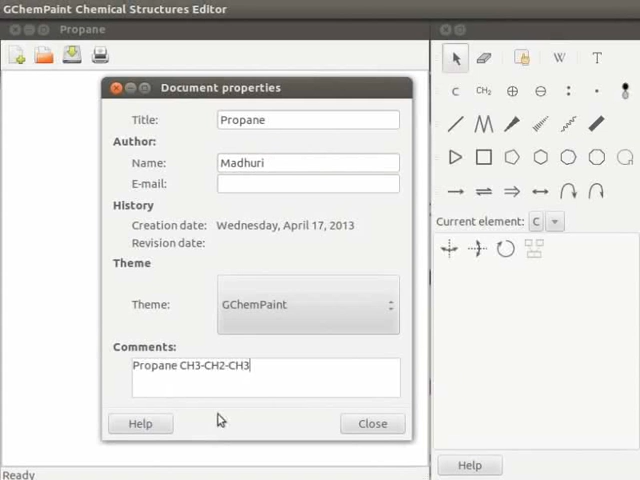 GChemPaint Chemical Structures Editor
Propane
Document properties
Title: Propane
Author:
Name: Madhuri
E-mail:
History
Creation date: Wednesday, April 17, 2013
Revision date:
Theme
Theme: GChemPaint
Comments:
Propane CH3-CH2-CH3
Help Close
Ready
W T
C CH2
Current element: C
Help